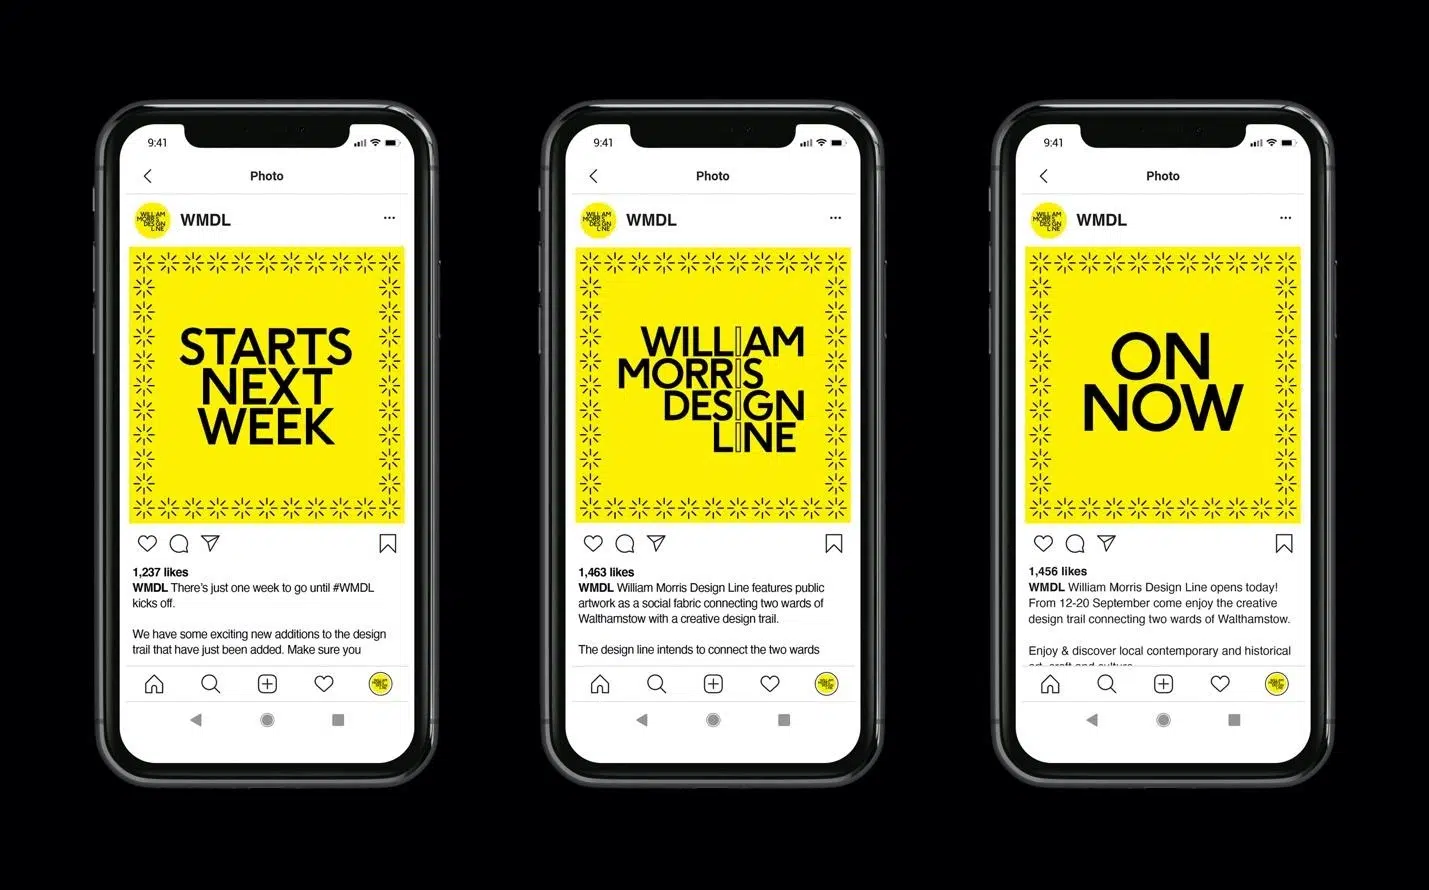 9:41
Photo
WILLIAM
MORRIS
DESIGN
LINE
WMDL
STARTS
NEXT
WEEK
1,237 likes
WMDL There's just one week to go until #WMDL
kicks off.
We have some exciting new additions to the design
trail that have just been added. Make sure you
9:41
Photo
WILLIAM
MORRIS
DESIGN
LINE
WMDL
WILLIAM
MORRIS
DESIGN
LINE
1,463 likes
WMDL William Morris Design Line features public
artwork as a social fabric connecting two wards of
Walthamstow with a creative design trail.
The design line intends to connect the two wards
9:41
Photo
WILLIAM
MORRIS
DESIGN
LINE
WMDL
ON
NOW
1,456 likes
WMDL William Morris Design Line opens today!
From 12-20 September come enjoy the creative
design trail connecting two wards of Walthamstow.
Enjoy & discover local contemporary and historical